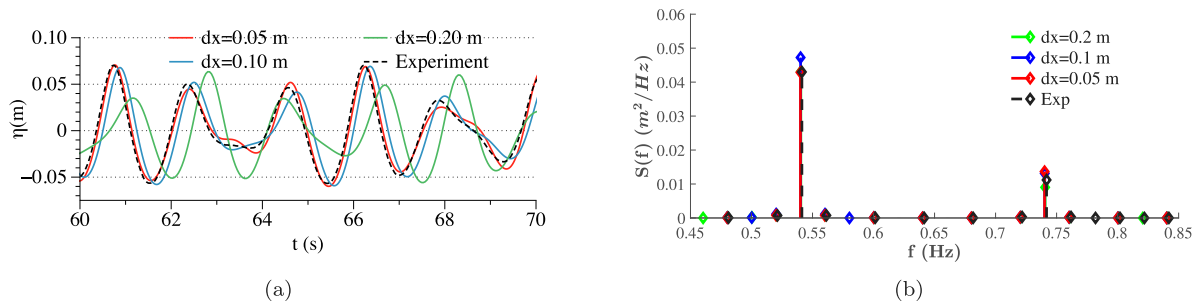 dx=0.05 m
dx=0.20 m
dx=0.10 m
Experiment
0.10
0.05
0
−0.05
η(m)
60
62
64
66
68
70
t (s)
(a)
0.06
0.05
0.04
0.03
0.02
0.01
0
S(f) (m²/Hz)
dx=0.2 m
dx=0.1 m
dx=0.05 m
Exp
0.45
0.5
0.55
0.6
0.65
0.7
0.75
0.8
0.85
f (Hz)
(b)